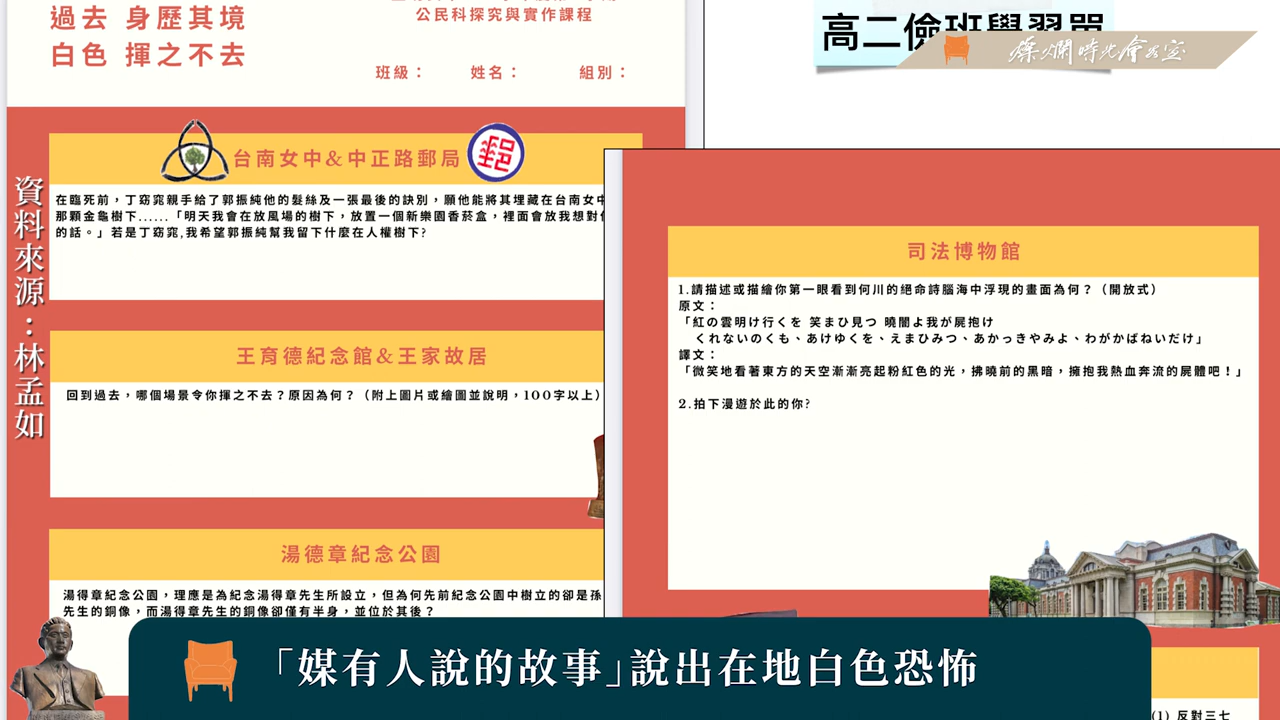 過去 身歷其境
白色 揮之不去
公民科探究與實作課程
班級： 姓名： 組別：
台南女中&中正路郵局
郵
在臨死前，丁窈窕親手給了郭振純他的髮絲及一張最後的訣別，願他能將其埋藏在台南女中
那顆金龜樹下......「明天我會在放風場的樹下，放置一個新樂園香菸盒，裡面會放我想對你
的話。」若是丁窈窕,我希望郭振純幫我留下什麼在人權樹下?
王育德紀念館&王家故居
回到過去，哪個場景令你揮之不去？原因為何？（附上圖片或繪圖並說明，100字以上）
湯德章紀念公園
湯得章紀念公園，理應是為紀念湯得章先生所設立，但為何先前紀念公園中樹立的卻是孫
先生的銅像，而湯得章先生的銅像卻僅有半身，並位於其後？
資料來源：林孟如
高二儉班學習單
燦爛時光會客室
司法博物館
1.請描述或描繪你第一眼看到何川的絕命詩腦海中浮現的畫面為何？（開放式）
原文：
「紅の雲明け行くを 笑まひ見つ 曉闇よ我が屍抱け
くれないのくも、あけゆくを、えまひみつ、あかっきやみよ、わがかばねいだけ」
譯文：
「微笑地看著東方的天空漸漸亮起粉紅色的光，拂曉前的黑暗，擁抱我熱血奔流的屍體吧！」
2.拍下漫遊於此的你?
(1) 反對三七
「媒有人說的故事」說出在地白色恐怖